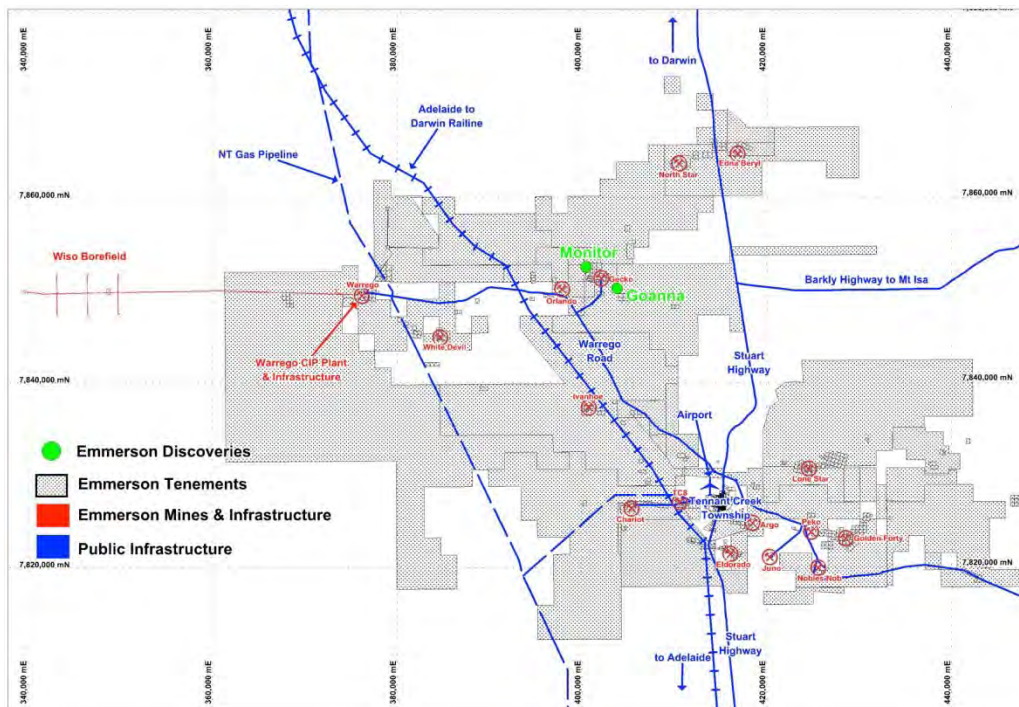 340,000 mE
360,000 mE
380,000 mE
400,000 mE
420,000 mE
440,000 mE
to Darwin
Adelaide to
Darwin Railine
NT Gas Pipeline
North Star
Edna Beryl
7,860,000 mN
7,860,000 mN
Wiso Borefield
Monitor
Gecko
Warrego
Orlando
Goanna
Barkly Highway to Mt Isa
White Devil
Warrego
Road
Stuart
Highway
Warrego CIP Plant
& Infrastructure
7,840,000 mN
7,840,000 mN
Ivanhoe
Airport
Emmerson Discoveries
Emmerson Tenements
Emmerson Mines & Infrastructure
Public Infrastructure
Lone Star
TC8
Tennant Creek
Township
Chariot
Argo
Peko
Golden Forty
Eldorado
Juno
Nobles Nob
7,820,000 mN
7,820,000 mN
Stuart
Highway
to Adelaide
340,000 mE
360,000 mE
380,000 mE
400,000 mE
420,000 mE
440,000 mE